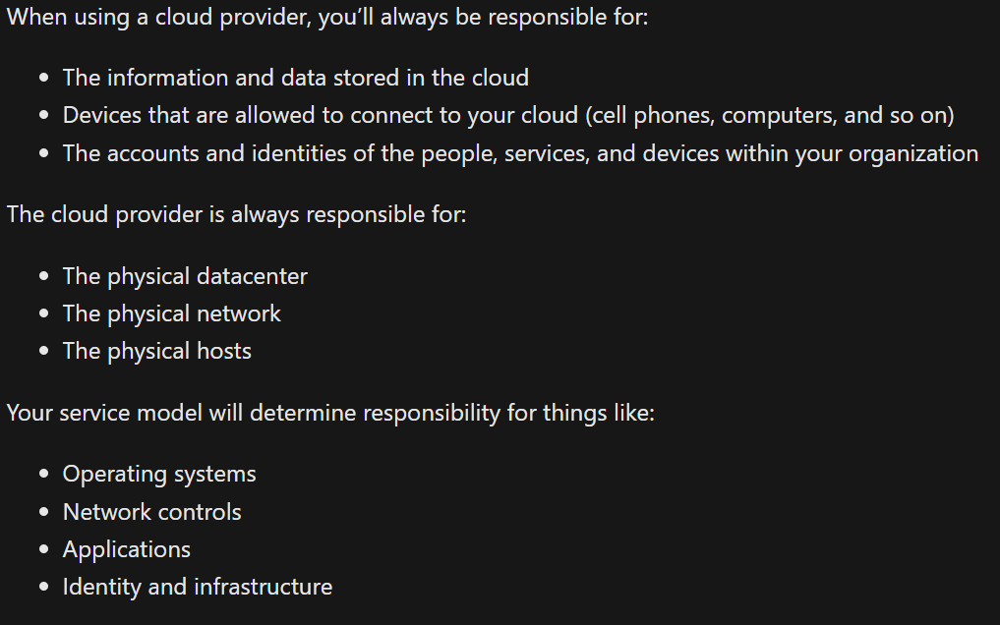 When using a cloud provider, you’ll always be responsible for:
• The information and data stored in the cloud
• Devices that are allowed to connect to your cloud (cell phones, computers, and so on)
• The accounts and identities of the people, services, and devices within your organization
The cloud provider is always responsible for:
• The physical datacenter
• The physical network
• The physical hosts
Your service model will determine responsibility for things like:
• Operating systems
• Network controls
• Applications
• Identity and infrastructure